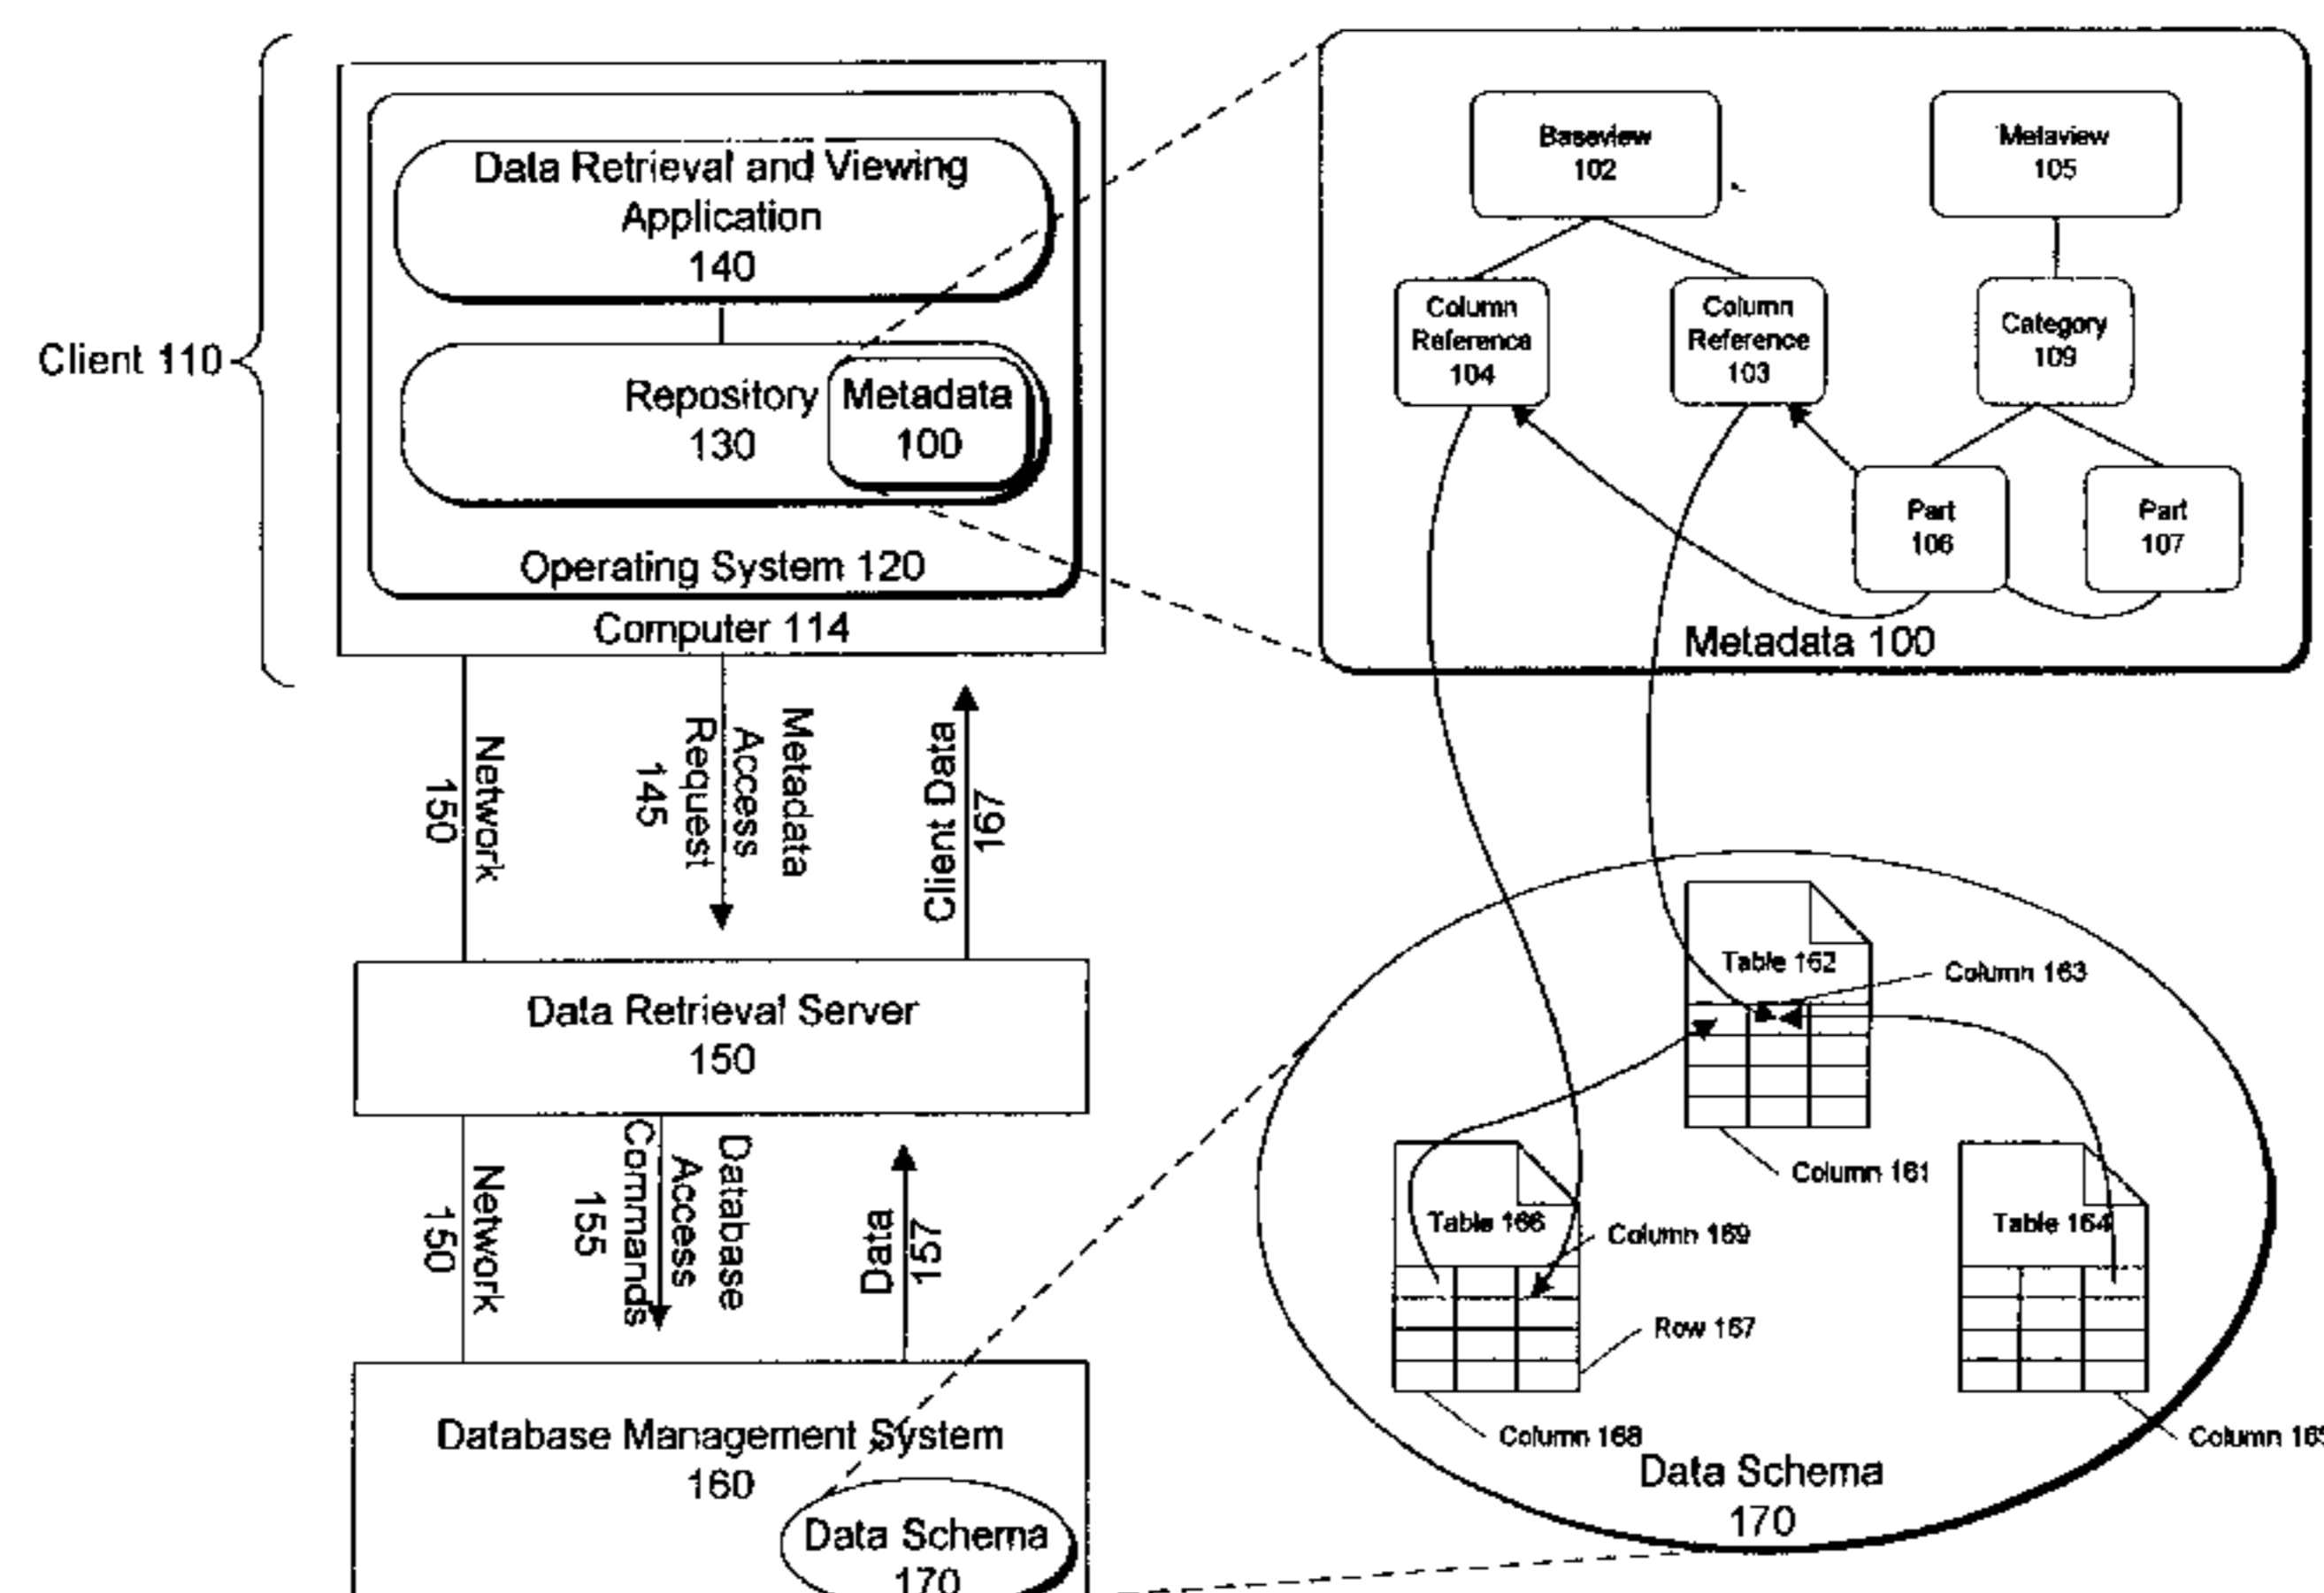 Client 110
Data Retrieval and Viewing
Application
140
Repository
130
Metadata
100
Operating System 120
Computer 114
Baseview
102
Metaview
105
Column
Reference
104
Column
Reference
103
Category
109
Part
106
Part
107
Metadata 100
Network
150
Metadata
Access
Request
145
Client Data
167
Data Retrieval Server
150
Network
150
Database
Access
Commands
155
Data
157
Database Management System
160
Data Schema
170
Table 162
Column 163
Column 161
Table 166
Column 169
Row 167
Column 168
Table 164
Column 165
Data Schema
170